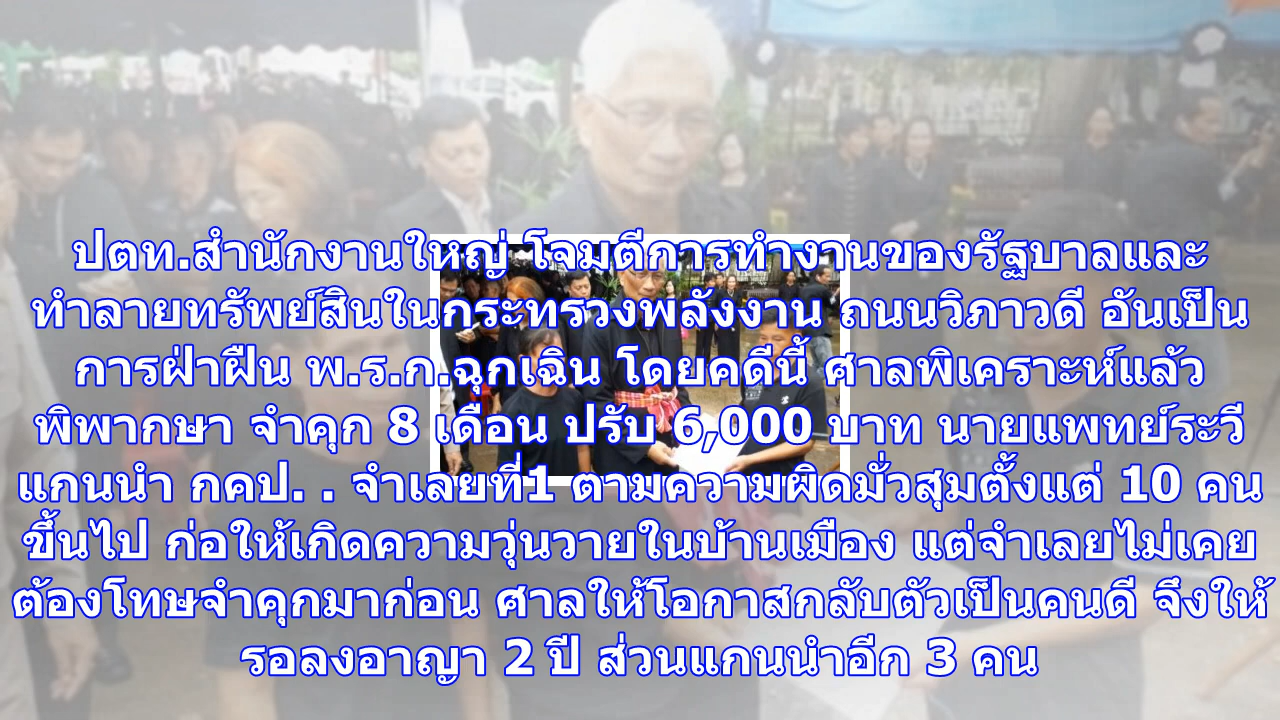 ปตท.สำนักงานใหญ่ โจมตีการทำงานของรัฐบาลและ
ทำลายทรัพย์สินในกระทรวงพลังงาน ถนนวิภาวดี อันเป็น
การฝ่าฝืน พ.ร.ก.ฉุกเฉิน โดยคดีนี้ ศาลพิเคราะห์แล้ว
พิพากษา จำคุก 8 เดือน ปรับ 6,000 บาท นายแพทย์ระวี
แกนนำ กคป. . จำเลยที่1 ตามความผิดมั่วสุมตั้งแต่ 10 คน
ขึ้นไป ก่อให้เกิดความวุ่นวายในบ้านเมือง แต่จำเลยไม่เคย
ต้องโทษจำคุกมาก่อน ศาลให้โอกาสกลับตัวเป็นคนดี จึงให้
รอลงอาญา 2 ปี ส่วนแกนนำอีก 3 คน